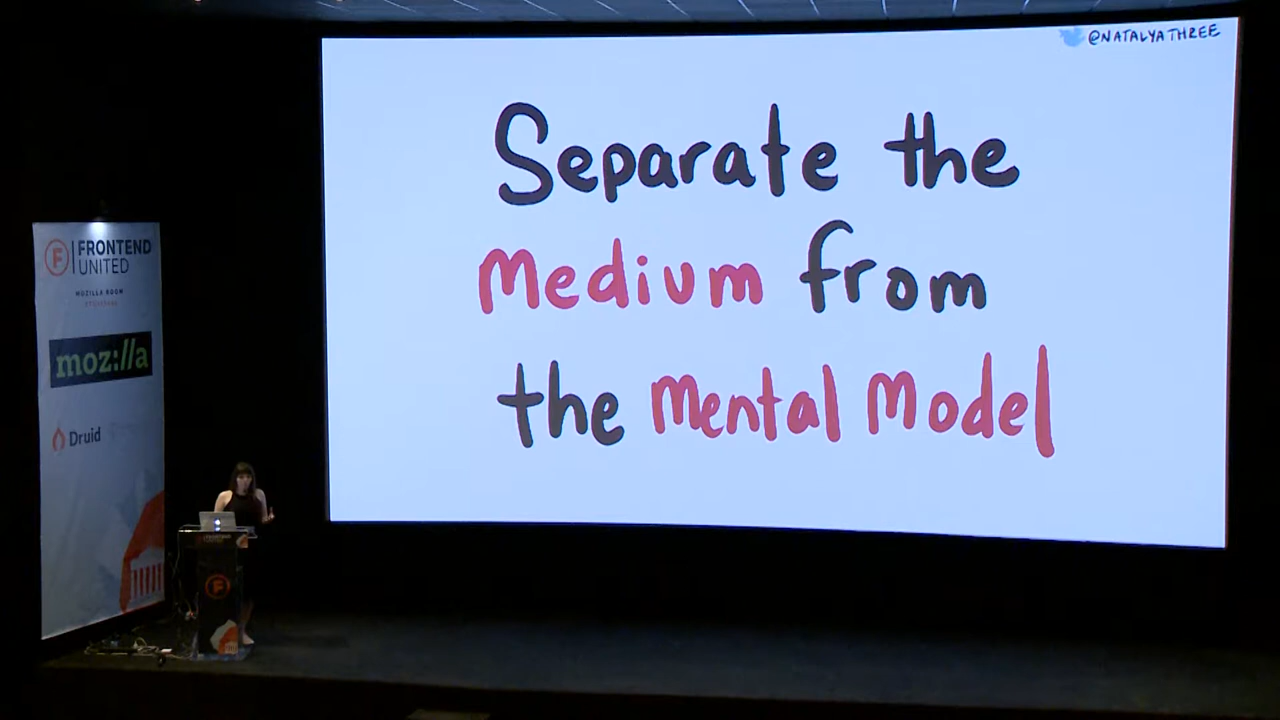 @NATALYATHREE
Separate the
Medium from
the Mental Model
FRONTEND
UNITED
MOZILLA ROOM
moz://a
Druid